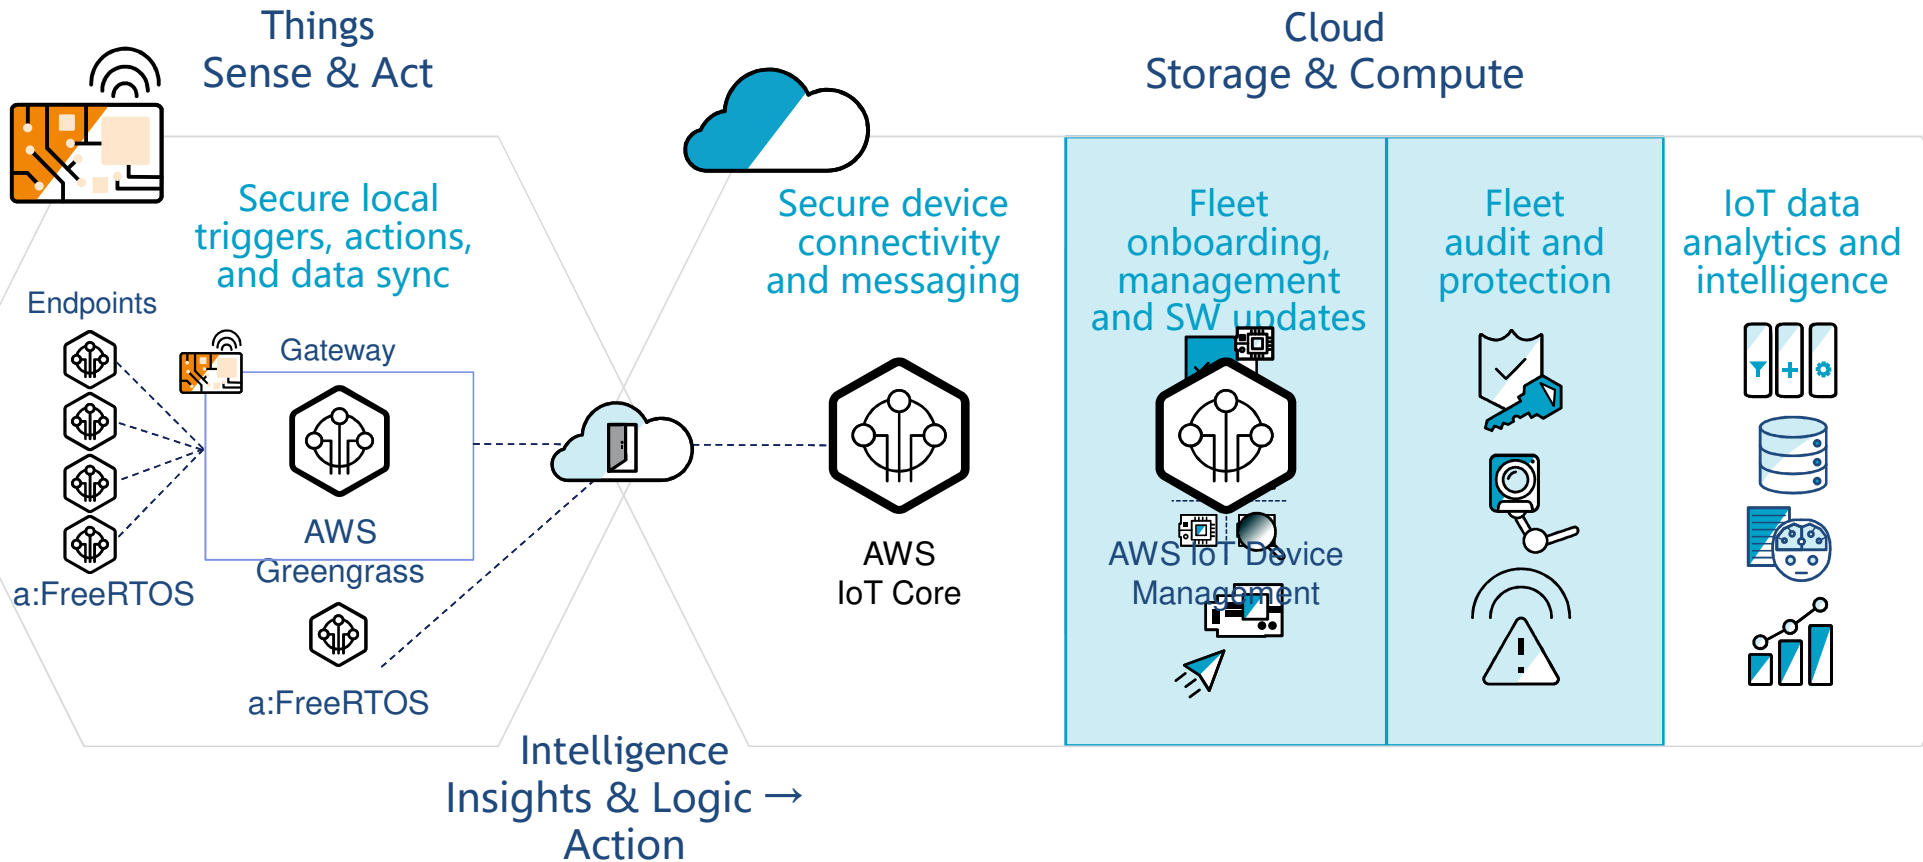 Things
Sense & Act
Cloud
Storage & Compute
Secure local
triggers, actions,
and data sync
Endpoints
Gateway
AWS
Greengrass
a:FreeRTOS
a:FreeRTOS
Secure device
connectivity
and messaging
AWS
IoT Core
Fleet
onboarding,
management
and SW updates
AWS IoT Device
Management
Fleet
audit and
protection
IoT data
analytics and
intelligence
Intelligence
Insights & Logic →
Action